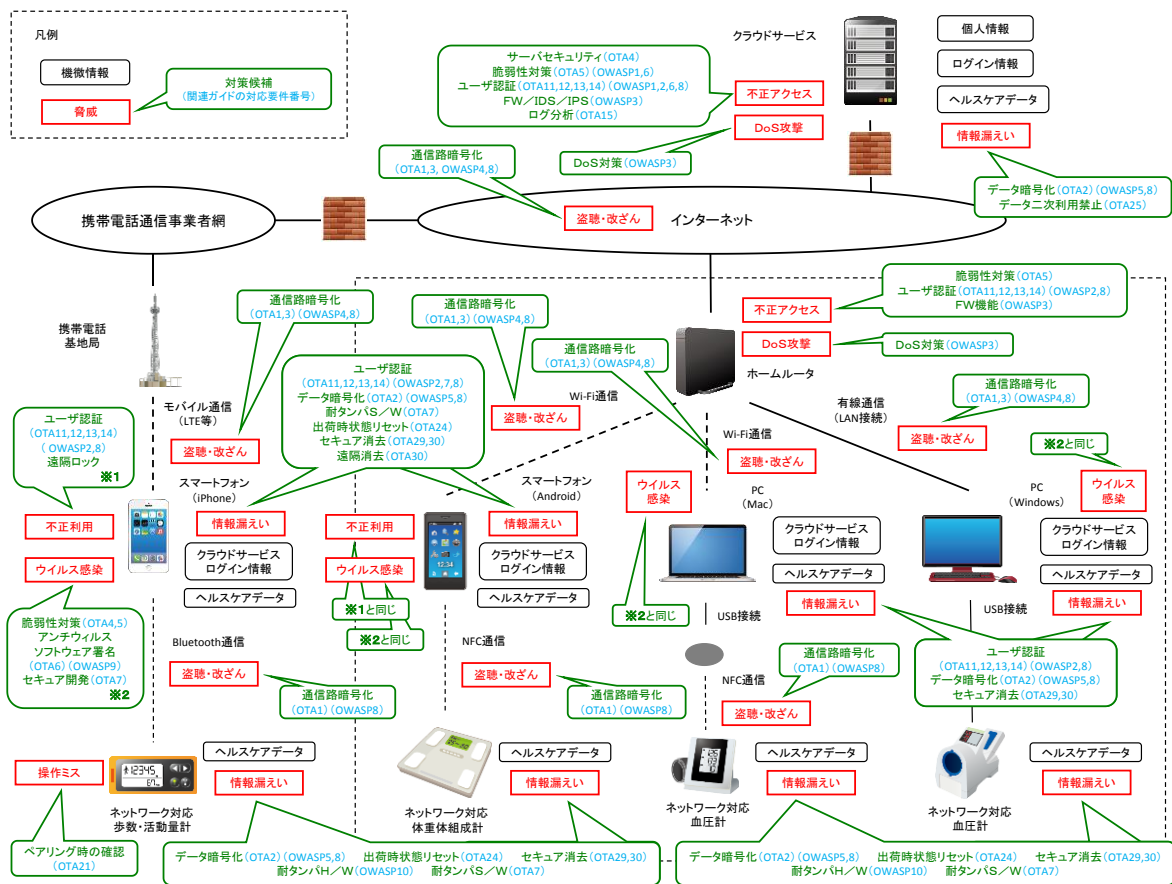 凡例
機微情報
脅威
対策候補
(関連ガイドの対応要件番号)
クラウドサービス
個人情報
ログイン情報
ヘルスケアデータ
サーバセキュリティ(OTA4)
脆弱性対策(OTA5)(OWASP1,6)
ユーザ認証(OTA11,12,13,14)(OWASP1,2,6,8)
FW/IDS/IPS(OWASP3)
ログ分析(OTA15)
不正アクセス
DoS攻撃
DoS対策(OWASP3)
情報漏えい
データ暗号化(OTA2)(OWASP5,8)
データ二次利用禁止(OTA25)
通信路暗号化
(OTA1,3, OWASP4,8)
盗聴・改ざん
携帯電話通信事業者網
インターネット
携帯電話
基地局
通信路暗号化
(OTA1,3)(OWASP4,8)
モバイル通信
(LTE等)
盗聴・改ざん
通信路暗号化
(OTA1,3)(OWASP4,8)
盗聴・改ざん
Wi-Fi通信
通信路暗号化
(OTA1,3)(OWASP4,8)
Wi-Fi通信
盗聴・改ざん
不正アクセス
脆弱性対策(OTA5)
ユーザ認証(OTA11,12,13,14)(OWASP2,8)
FW機能(OWASP3)
DoS攻撃
DoS対策(OWASP3)
ホームルータ
有線通信
(LAN接続)
通信路暗号化
(OTA1,3)(OWASP4,8)
盗聴・改ざん
ユーザ認証
(OTA11,12,13,14)
(OWASP2,8)
遠隔ロック
※1
ユーザ認証
(OTA11,12,13,14)(OWASP2,7,8)
データ暗号化(OTA2)(OWASP5,8)
耐タンパS/W(OTA7)
出荷時状態リセット(OTA24)
セキュア消去(OTA29,30)
遠隔消去(OTA30)
スマートフォン
(iPhone)
不正利用
ウイルス感染
情報漏えい
クラウドサービス
ログイン情報
ヘルスケアデータ
スマートフォン
(Android)
不正利用
ウイルス感染
情報漏えい
クラウドサービス
ログイン情報
ヘルスケアデータ
※1と同じ
※2と同じ
ウイルス
感染
※2と同じ
PC
(Mac)
クラウドサービス
ログイン情報
ヘルスケアデータ
情報漏えい
※2と同じ
ウイルス
感染
PC
(Windows)
クラウドサービス
ログイン情報
ヘルスケアデータ
情報漏えい
脆弱性対策(OTA4,5)
アンチウィルス
ソフトウェア署名
(OTA6)(OWASP9)
セキュア開発(OTA7)
※2
Bluetooth通信
盗聴・改ざん
通信路暗号化
(OTA1)(OWASP8)
NFC通信
盗聴・改ざん
通信路暗号化
(OTA1)(OWASP8)
USB接続
NFC通信
盗聴・改ざん
通信路暗号化
(OTA1)(OWASP8)
USB接続
ユーザ認証
(OTA11,12,13,14)(OWASP2,8)
データ暗号化(OTA2)(OWASP5,8)
セキュア消去(OTA29,30)
操作ミス
12345
ネットワーク対応
歩数・活動量計
ヘルスケアデータ
情報漏えい
ネットワーク対応
体重体組成計
ヘルスケアデータ
情報漏えい
ネットワーク対応
血圧計
ヘルスケアデータ
情報漏えい
ネットワーク対応
血圧計
ヘルスケアデータ
情報漏えい
ペアリング時の確認
(OTA21)
データ暗号化(OTA2)(OWASP5,8) 出荷時状態リセット(OTA24) セキュア消去(OTA29,30)
耐タンパH/W(OWASP10) 耐タンパS/W(OTA7)
データ暗号化(OTA2)(OWASP5,8) 出荷時状態リセット(OTA24) セキュア消去(OTA29,30)
耐タンパH/W(OWASP10) 耐タンパS/W(OTA7)